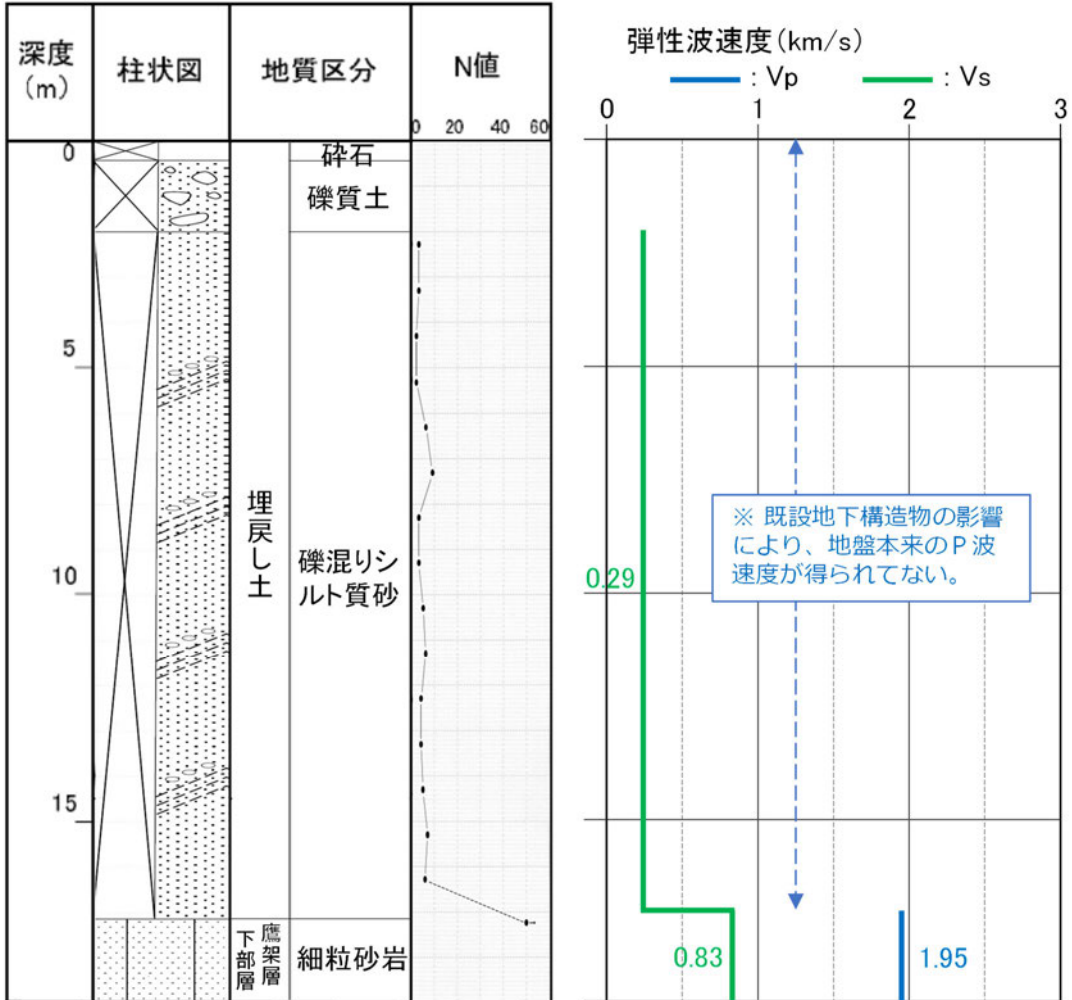 深度
(m)
柱状図
地質区分
N値
0 20 40 60
0
5
10
15
砕石
礫質土
埋戻し土
礫混りシ
ルト質砂
鷹架層
下部層
細粒砂岩
弾性波速度(km/s)
: Vp : Vs
0 1 2 3
※ 既設地下構造物の影響
により、地盤本来のP波
速度が得られてない。
0.29
0.83
1.95